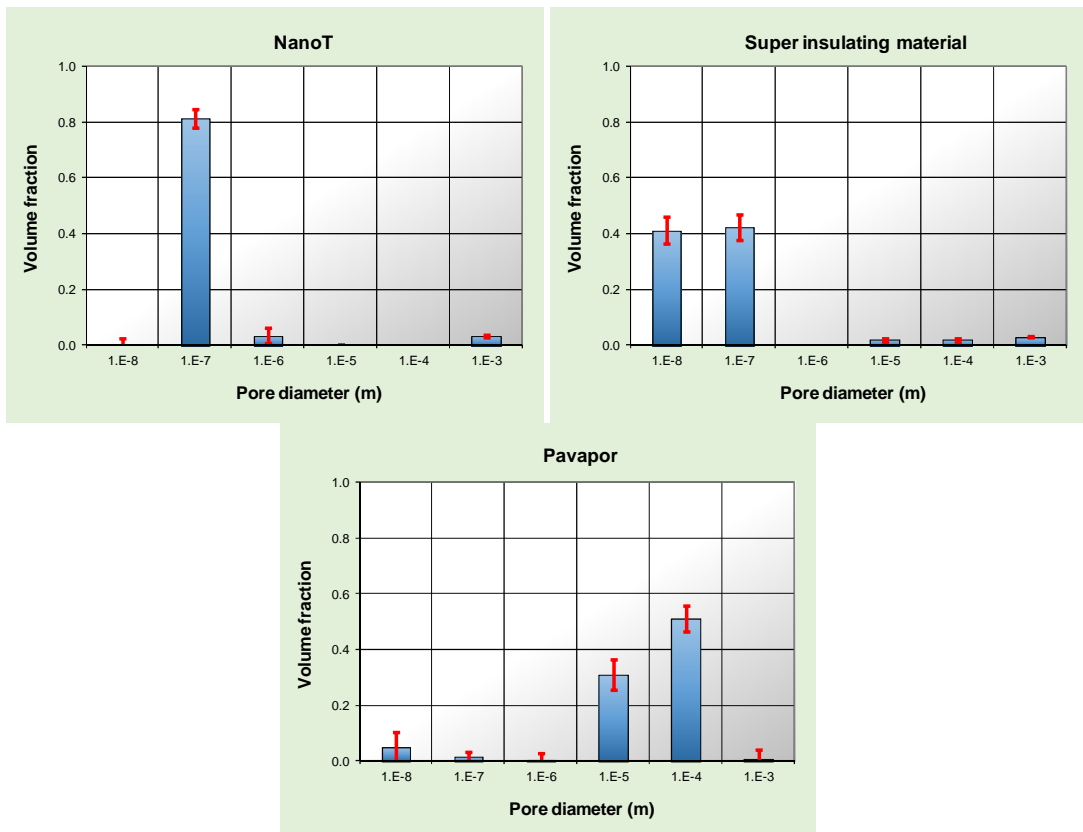 NanoT
1.0
0.8
0.6
0.4
0.2
0.0
Volume fraction
1.E-8 1.E-7 1.E-6 1.E-5 1.E-4 1.E-3
Pore diameter (m)
Super insulating material
1.0
0.8
0.6
0.4
0.2
0.0
Volume fraction
1.E-8 1.E-7 1.E-6 1.E-5 1.E-4 1.E-3
Pore diameter (m)
Pavapor
1.0
0.8
0.6
0.4
0.2
0.0
Volume fraction
1.E-8 1.E-7 1.E-6 1.E-5 1.E-4 1.E-3
Pore diameter (m)